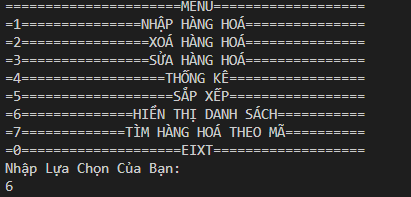 ======================MENU===================
=1===============NHẬP HÀNG HOÁ===============
=2================XOÁ HÀNG HOÁ===============
=3================SỬA HÀNG HOÁ===============
=4==================THỐNG KÊ=================
=5===================SẮP XẾP=================
=6==============HIỂN THỊ DANH SÁCH===========
=7=============TÌM HÀNG HOÁ THEO MÃ==========
=0====================EIXT===================
Nhập Lựa Chọn Của Bạn:
6